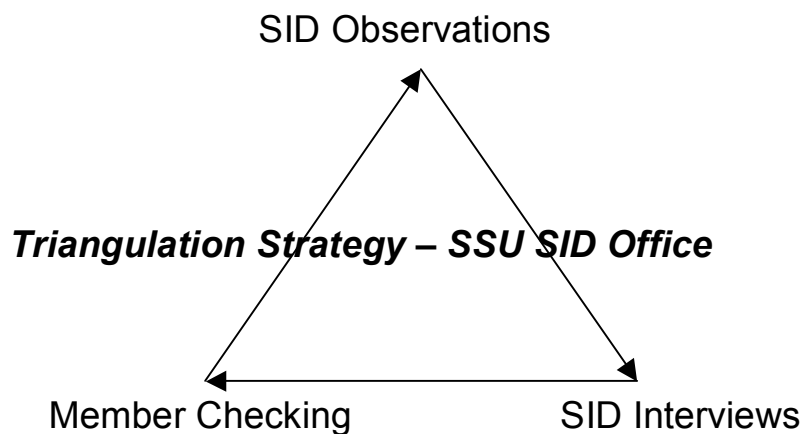 SID Observations
Triangulation Strategy – SSU SID Office
Member Checking
SID Interviews